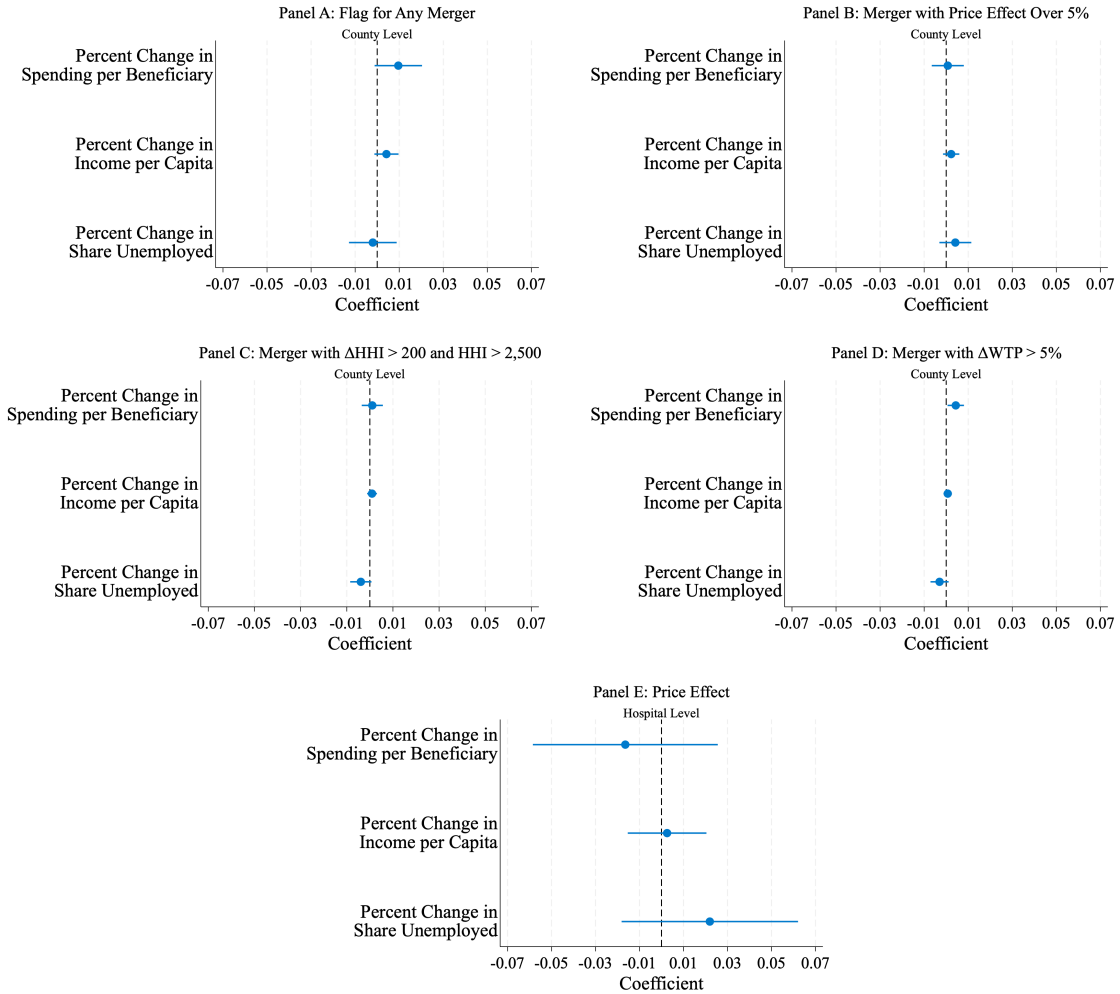 Panel A: Flag for Any Merger
County Level
Percent Change in
Spending per Beneficiary
Percent Change in
Income per Capita
Percent Change in
Share Unemployed
-0.07 -0.05 -0.03 -0.01 0.01 0.03 0.05 0.07
Coefficient
Panel B: Merger with Price Effect Over 5%
County Level
Percent Change in
Spending per Beneficiary
Percent Change in
Income per Capita
Percent Change in
Share Unemployed
-0.07 -0.05 -0.03 -0.01 0.01 0.03 0.05 0.07
Coefficient
Panel C: Merger with ΔHHI > 200 and HHI > 2,500
County Level
Percent Change in
Spending per Beneficiary
Percent Change in
Income per Capita
Percent Change in
Share Unemployed
-0.07 -0.05 -0.03 -0.01 0.01 0.03 0.05 0.07
Coefficient
Panel D: Merger with ΔWTP > 5%
County Level
Percent Change in
Spending per Beneficiary
Percent Change in
Income per Capita
Percent Change in
Share Unemployed
-0.07 -0.05 -0.03 -0.01 0.01 0.03 0.05 0.07
Coefficient
Panel E: Price Effect
Hospital Level
Percent Change in
Spending per Beneficiary
Percent Change in
Income per Capita
Percent Change in
Share Unemployed
-0.07 -0.05 -0.03 -0.01 0.01 0.03 0.05 0.07
Coefficient